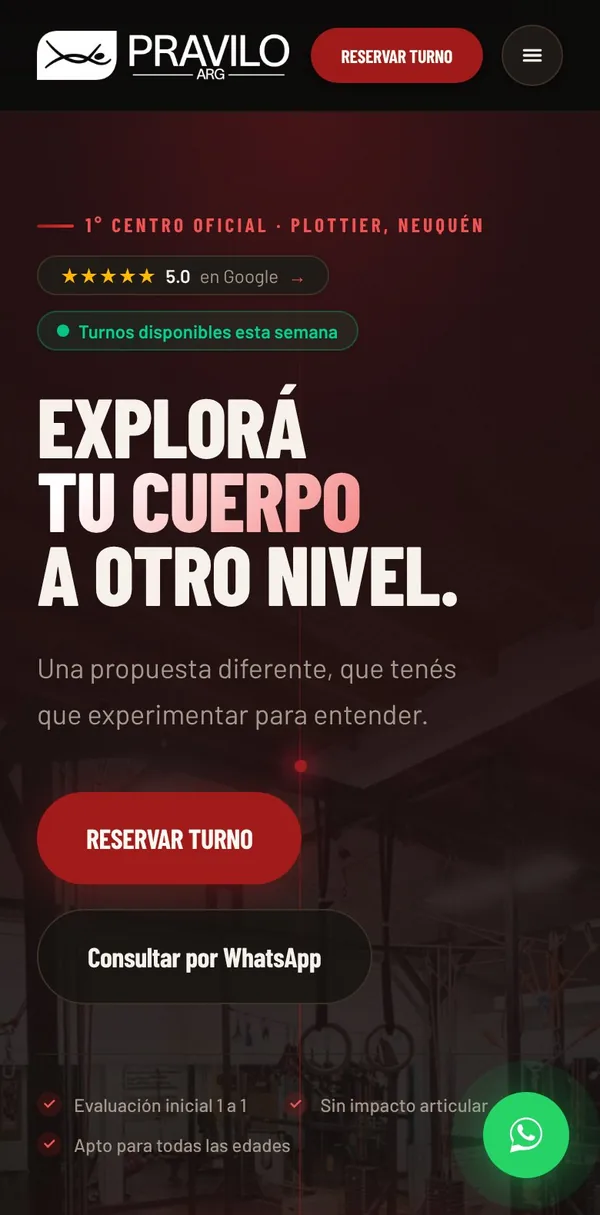 PRAVILO
ARG
RESERVAR TURNO
1° CENTRO OFICIAL · PLOTTIER, NEUQUÉN
★★★★★ 5.0 en Google →
Turnos disponibles esta semana
EXPLORÁ
TU CUERPO
A OTRO NIVEL.
Una propuesta diferente, que tenés
que experimentar para entender.
RESERVAR TURNO
Consultar por WhatsApp
Evaluación inicial 1 a 1
Sin impacto articular
Apto para todas las edades